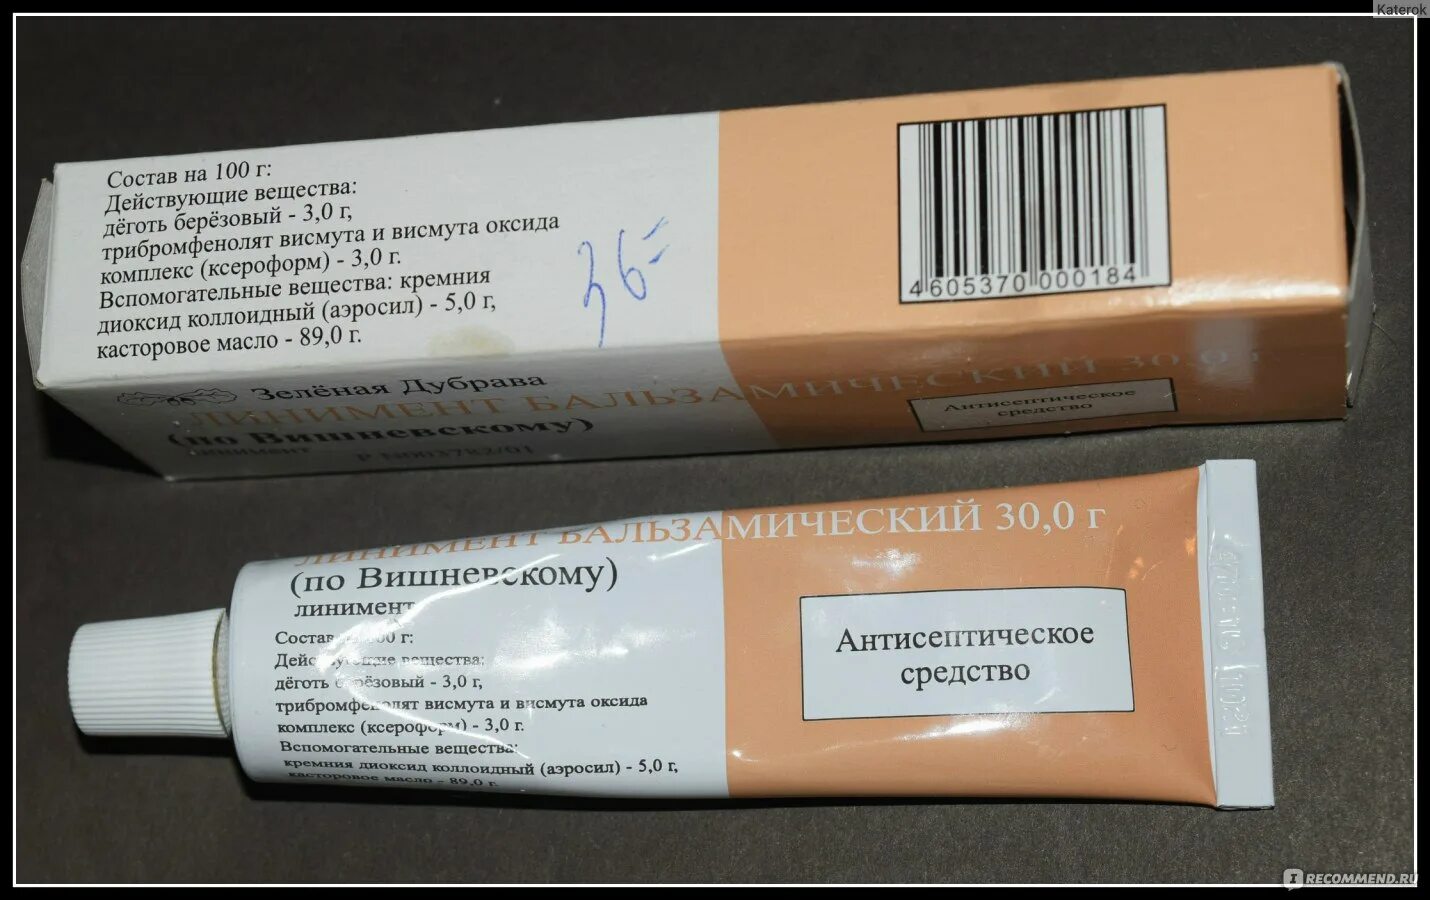 Katerok
Состав на 100 г:
Действующие вещества:
дёготь берёзовый - 3,0 г,
трибромфенолят висмута и висмута оксида
комплекс (ксероформ) - 3,0 г.
Вспомогательные вещества: кремния
диоксид коллоидный (аэросил) - 5,0 г,
касторовое масло - 89,0 г.
36-
4 605370 000184
Зелёная Дубрава
ЛИНИМЕНТ БАЛЬЗАМИЧЕСКИЙ 30,0 г
(по Вишневскому)
линимент Р N003782/01
Антисептическое
средство
ЛИНИМЕНТ БАЛЬЗАМИЧЕСКИЙ 30,0 г
(по Вишневскому)
линимент
Состав на 100 г:
Действующие вещества:
дёготь берёзовый - 3,0 г,
трибромфенолят висмута и висмута оксида
комплекс (ксероформ) - 3,0 г.
Вспомогательные вещества:
кремния диоксид коллоидный (аэросил) - 5,0 г,
касторовое масло - 89,0 г.
Антисептическое
средство
IRECOMMEND.RU